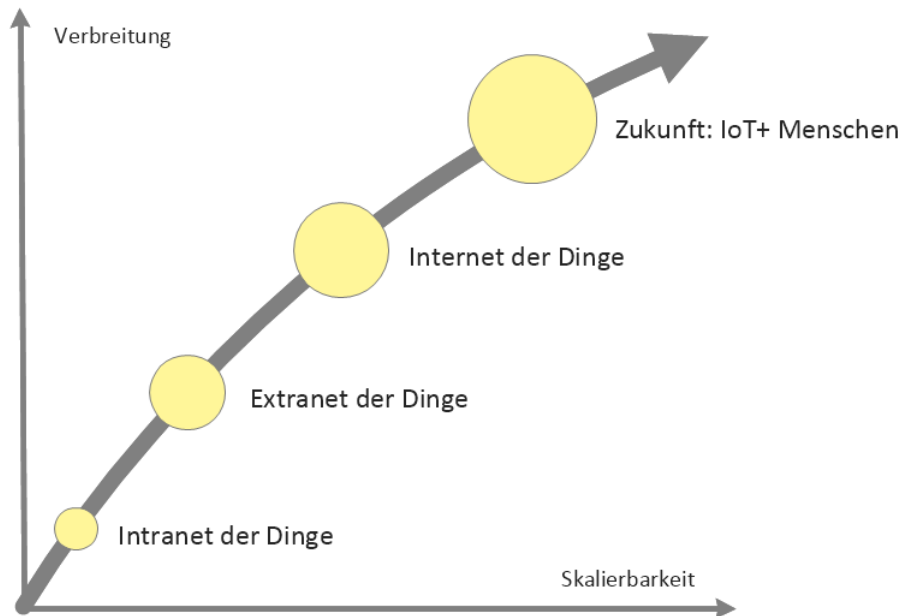 Verbreitung
Zukunft: IoT+ Menschen
Internet der Dinge
Extranet der Dinge
Intranet der Dinge
Skalierbarkeit